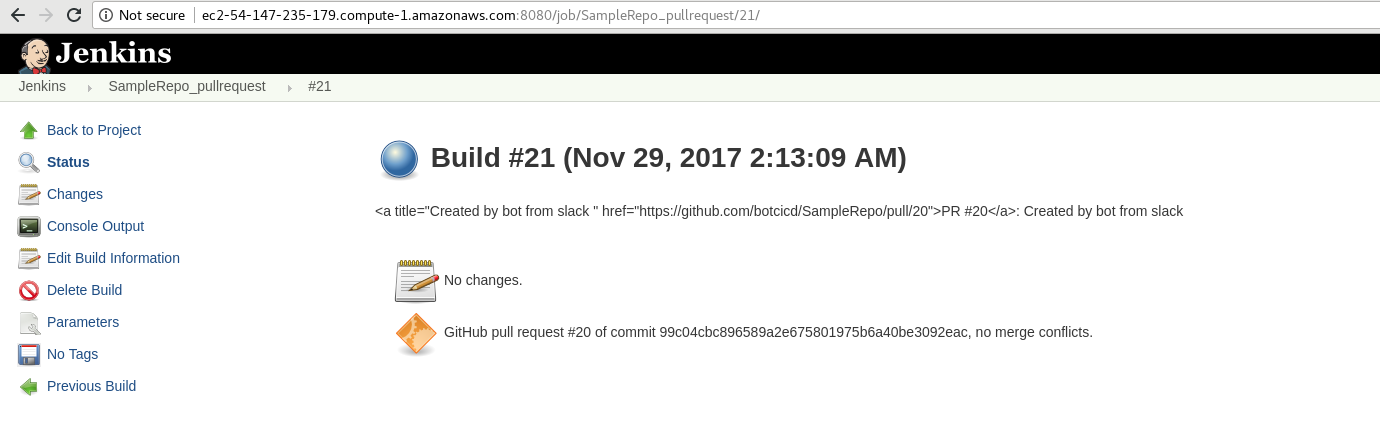 Not secure ec2-54-147-235-179.compute-1.amazonaws.com:8080/job/SampleRepo_pullrequest/21/
Jenkins
Jenkins SampleRepo_pullrequest #21
Back to Project
Status
Changes
Console Output
Edit Build Information
Delete Build
Parameters
No Tags
Previous Build
Build #21 (Nov 29, 2017 2:13:09 AM)
<a title="Created by bot from slack " href="https://github.com/botcicd/SampleRepo/pull/20">PR #20</a>: Created by bot from slack
No changes.
GitHub pull request #20 of commit 99c04cbc896589a2e675801975b6a40be3092eac, no merge conflicts.